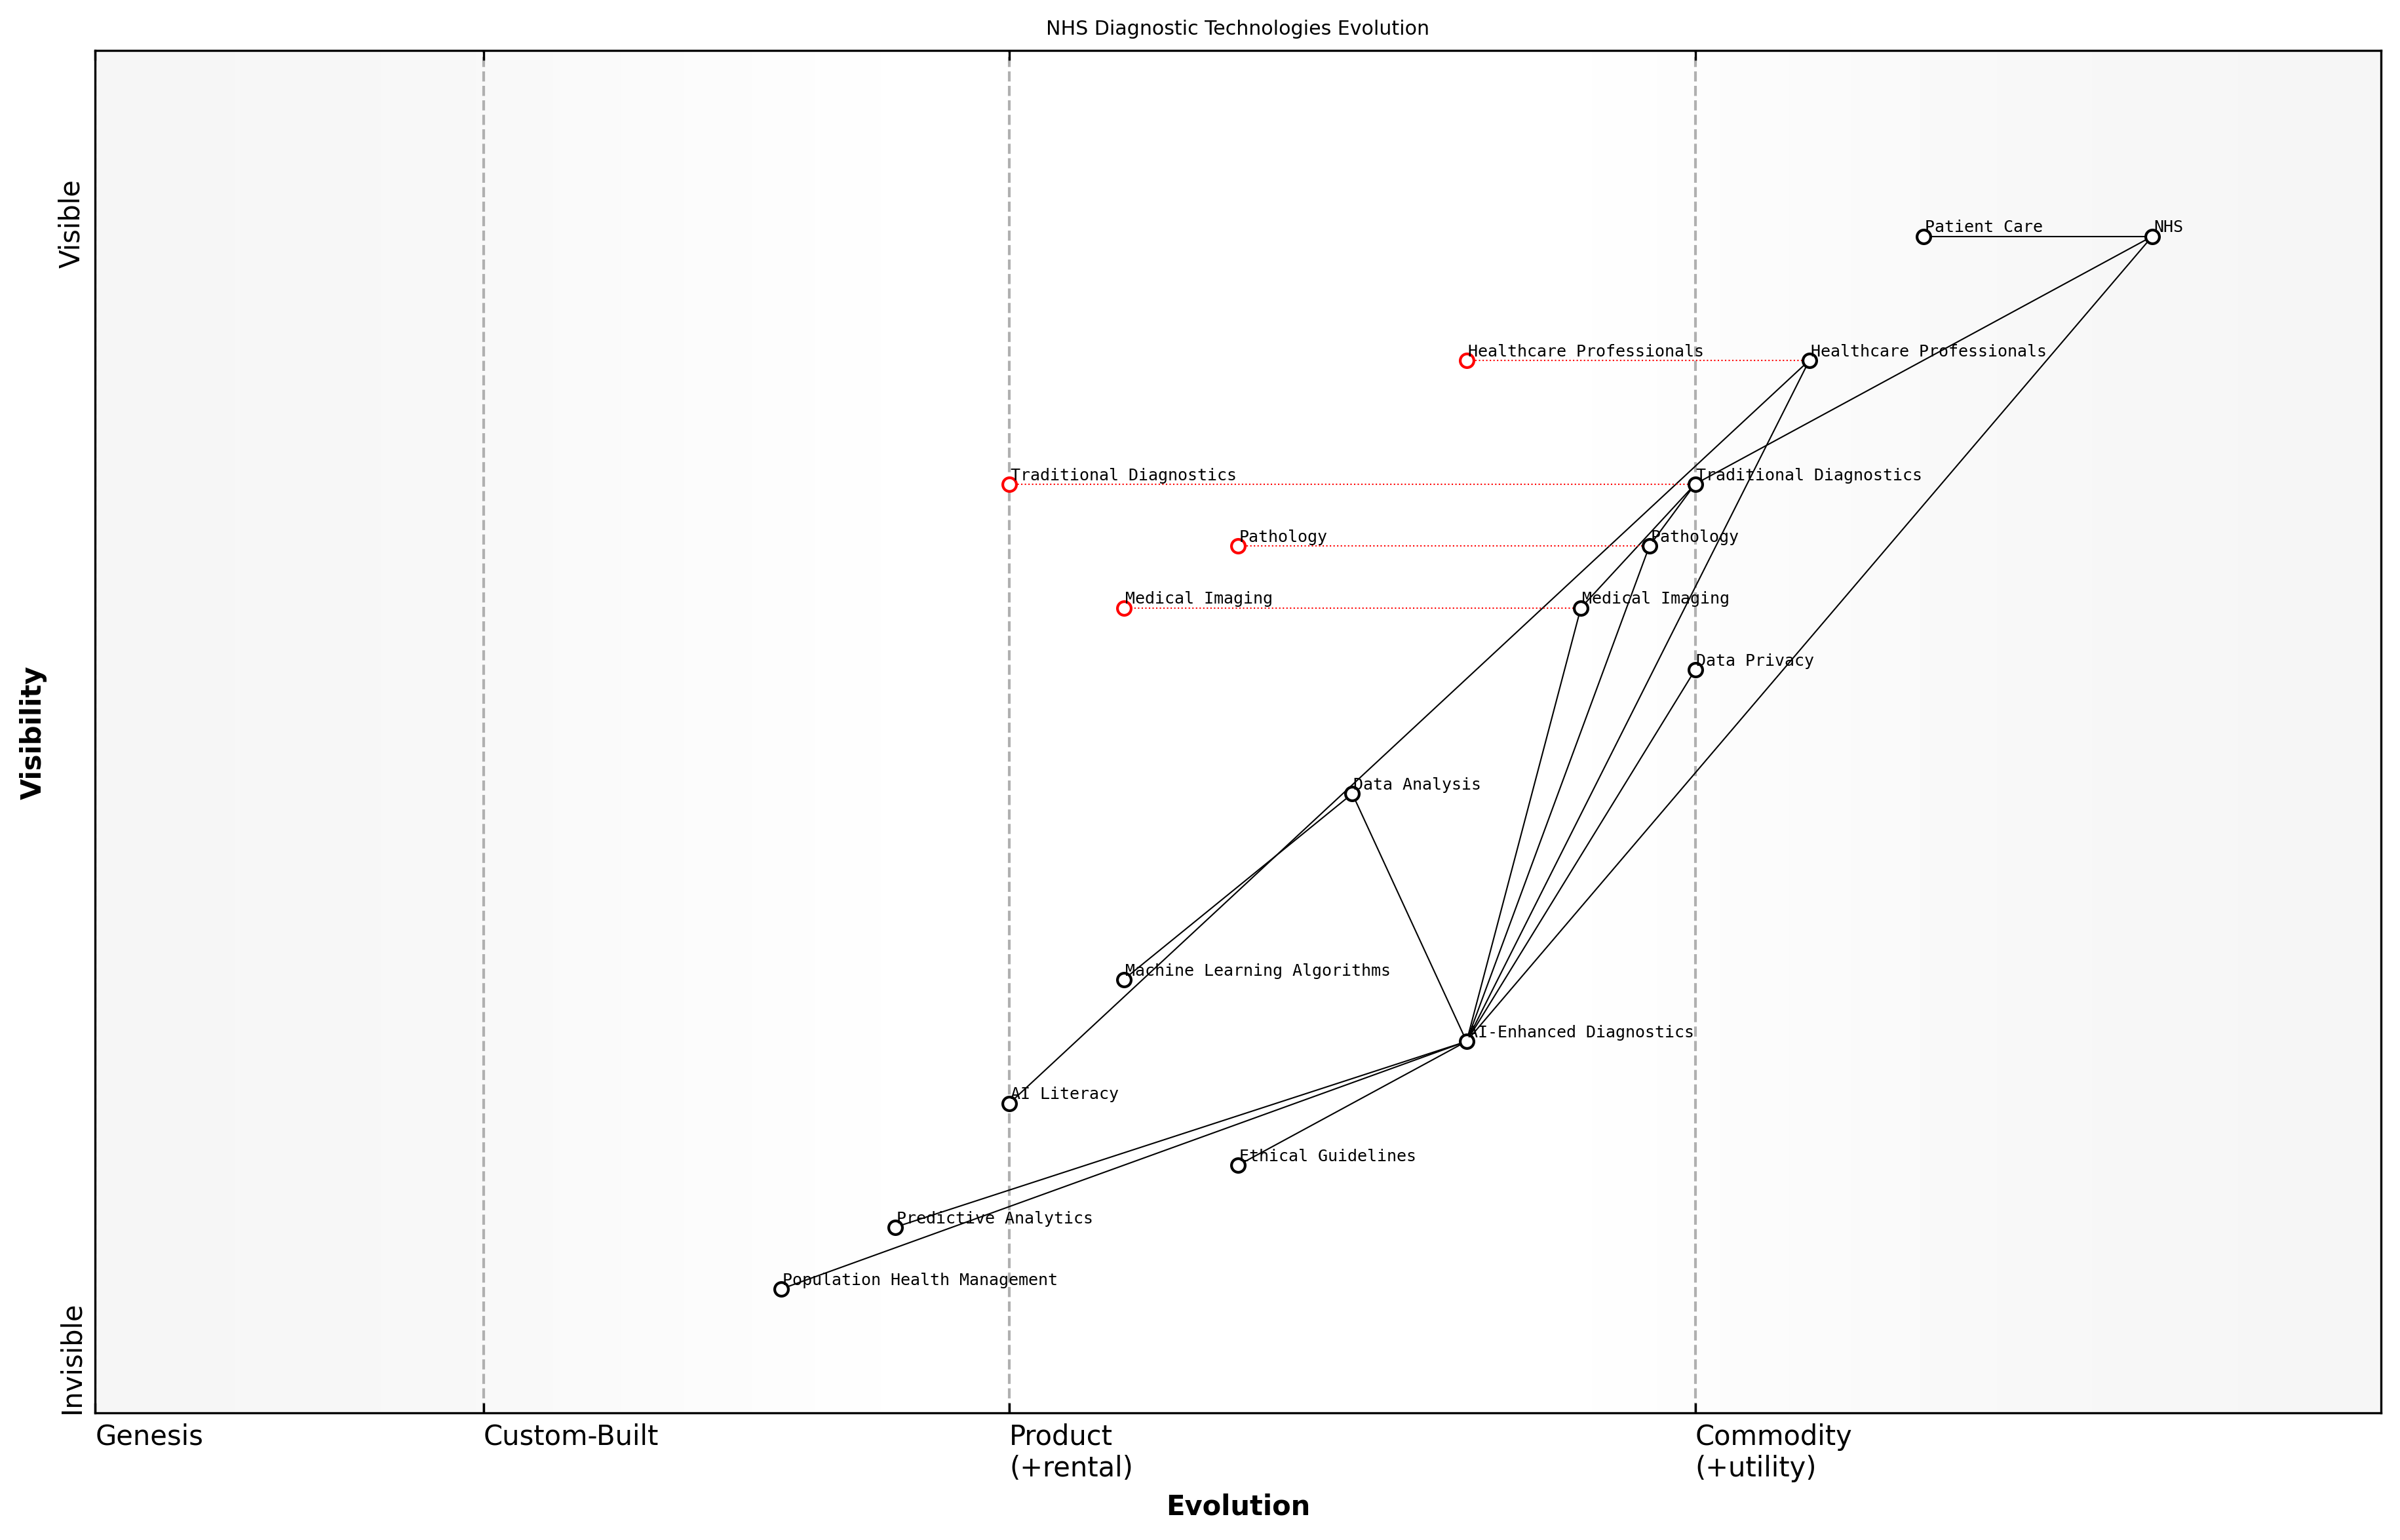 NHS Diagnostic Technologies Evolution
Visible
Patient Care
NHS
Healthcare Professionals
Healthcare Professionals
Traditional Diagnostics
Traditional Diagnostics
Pathology
Pathology
Medical Imaging
Medical Imaging
Data Privacy
Visibility
Data Analysis
Machine Learning Algorithms
AI-Enhanced Diagnostics
AI Literacy
Ethical Guidelines
Predictive Analytics
Population Health Management
Invisible
Genesis
Custom-Built
Product
(+rental)
Commodity
(+utility)
Evolution